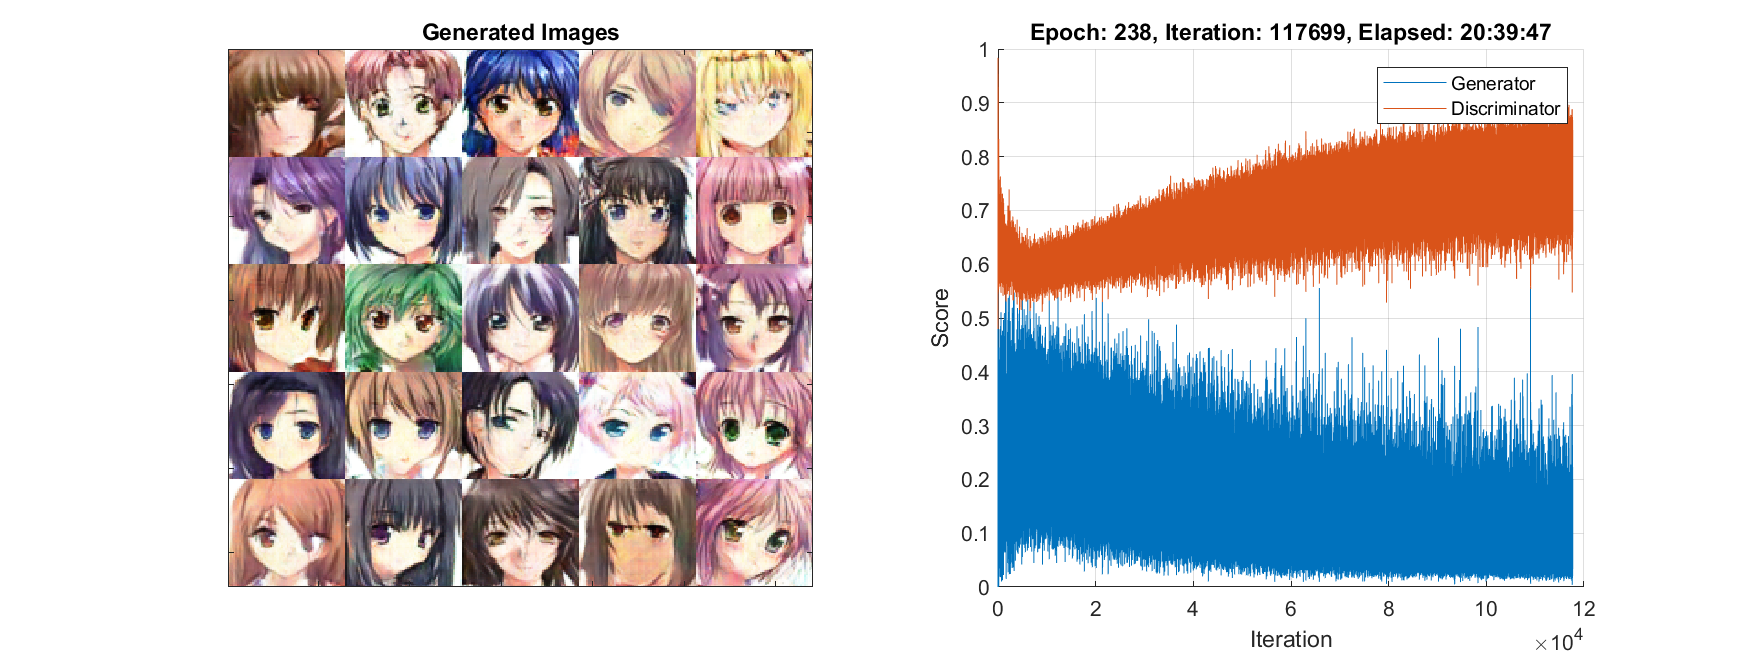 Generated Images
Epoch: 238, Iteration: 117699, Elapsed: 20:39:47
Generator
Discriminator
1
0.9
0.8
0.7
0.6
0.5
0.4
0.3
0.2
0.1
0
Score
0 2 4 6 8 10 12
×10^4
Iteration